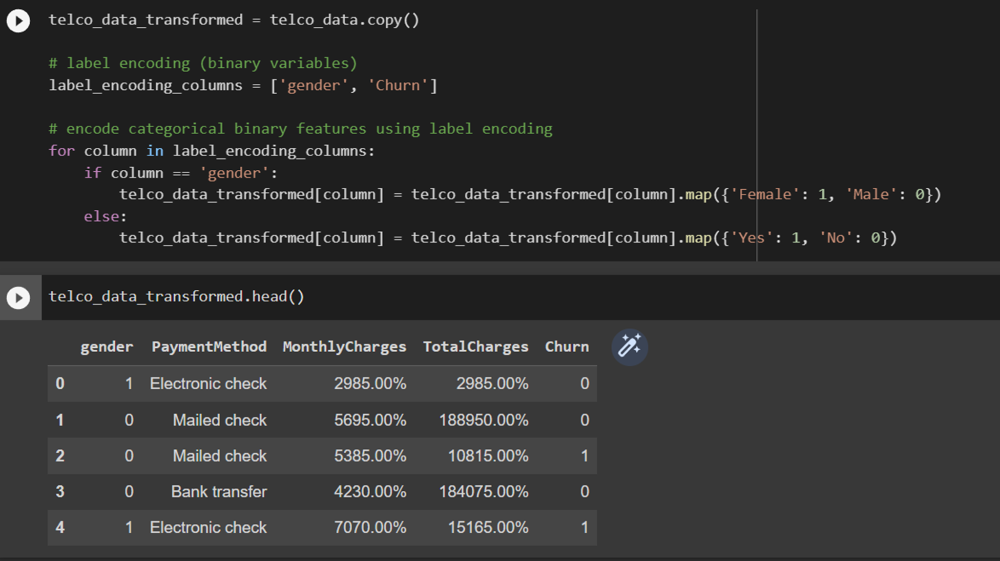 telco_data_transformed = telco_data.copy()
# label encoding (binary variables)
label_encoding_columns = ['gender', 'Churn']
# encode categorical binary features using label encoding
for column in label_encoding_columns:
    if column == 'gender':
        telco_data_transformed[column] = telco_data_transformed[column].map({'Female': 1, 'Male': 0})
    else:
        telco_data_transformed[column] = telco_data_transformed[column].map({'Yes': 1, 'No': 0})
telco_data_transformed.head()
gender PaymentMethod MonthlyCharges TotalCharges Churn
0 1 Electronic check 2985.00% 2985.00% 0
1 0 Mailed check 5695.00% 188950.00% 0
2 0 Mailed check 5385.00% 10815.00% 1
3 0 Bank transfer 4230.00% 184075.00% 0
4 1 Electronic check 7070.00% 15165.00% 1